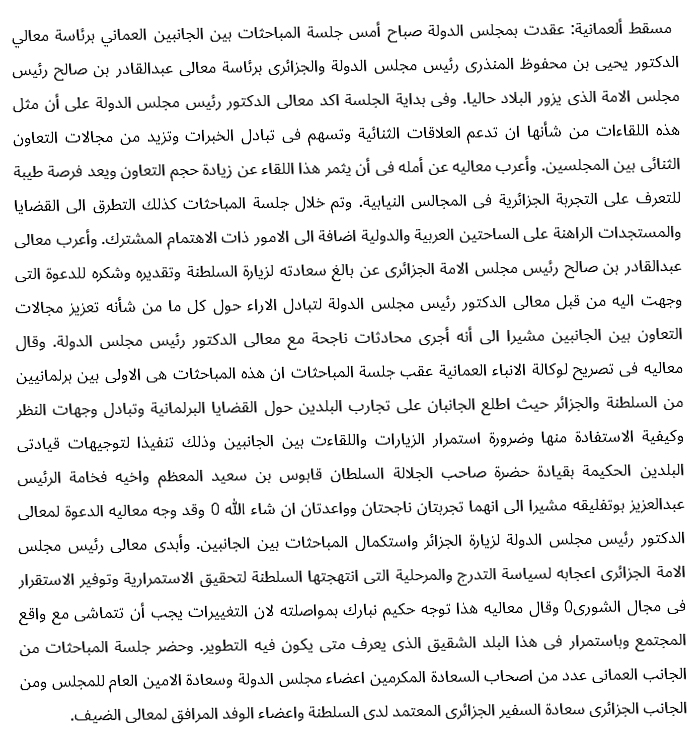 مسقط ألعمانية: عقدت بمجلس الدولة صباح أمس جلسة المباحثات بين الجانبين العماني برئاسة معالي
الدكتور يحيى بن محفوظ المنذرى رئيس مجلس الدولة والجزائرى برئاسة معالى عبدالقادر بن صالح رئيس
مجلس الامة الذى يزور البلاد حاليا. وفى بداية الجلسة اكد معالى الدكتور رئيس مجلس الدولة على أن مثل
هذه اللقاءات من شأنها ان تدعم العلاقات الثنائية وتسهم فى تبادل الخبرات وتزيد من مجالات التعاون
الثنائى بين المجلسين. وأعرب معاليه عن أمله فى أن يثمر هذا اللقاء عن زيادة حجم التعاون ويعد فرصة طيبة
للتعرف على التجربة الجزائرية فى المجالس النيابية. وتم خلال جلسة المباحثات كذلك التطرق الى القضايا
والمستجدات الراهنة على الساحتين العربية والدولية اضافة الى الامور ذات الاهتمام المشترك. وأعرب معالى
عبدالقادر بن صالح رئيس مجلس الامة الجزائرى عن بالغ سعادته لزيارة السلطنة وتقديره وشكره للدعوة التى
وجهت اليه من قبل معالى الدكتور رئيس مجلس الدولة لتبادل الاراء حول كل ما من شأنه تعزيز مجالات
التعاون بين الجانبين مشيرا الى أنه أجرى محادثات ناجحة مع معالى الدكتور رئيس مجلس الدولة. وقال
معاليه فى تصريح لوكالة الانباء العمانية عقب جلسة المباحثات ان هذه المباحثات هى الاولى بين برلمانيين
من السلطنة والجزائر حيث اطلع الجانبان على تجارب البلدين حول القضايا البرلمانية وتبادل وجهات النظر
وكيفية الاستفادة منها وضرورة استمرار الزيارات واللقاءت بين الجانبين وذلك تنفيذا لتوجيهات قيادتى
البلدين الحكيمة بقيادة حضرة صاحب الجلالة السلطان قابوس بن سعيد المعظم واخيه فخامة الرئيس
عبدالعزيز بوتفليقه مشيرا الى انهما تجربتان ناجحتان وواعدتان ان شاء الله 0 وقد وجه معاليه الدعوة لمعالى
الدكتور رئيس مجلس الدولة لزيارة الجزائر واستكمال المباحثات بين الجانبين. وأبدى معالى رئيس مجلس
الامة الجزائرى اعجابه لسياسة التدرج والمرحلية التى انتهجتها السلطنة لتحقيق الاستمرارية وتوفير الاستقرار
فى مجال الشورى0 وقال معاليه هذا توجه حكيم نبارك بمواصلته لان التغييرات يجب أن تتماشى مع واقع
المجتمع وباستمرار فى هذا البلد الشقيق الذى يعرف متى يكون فيه التطوير. وحضر جلسة المباحثات من
الجانب العمانى عدد من اصحاب السعادة المكرمين اعضاء مجلس الدولة وسعادة الامين العام للمجلس ومن
الجانب الجزائرى سعادة السفير الجزائرى المعتمد لدى السلطنة واعضاء الوفد المرافق لمعالى الضيف.